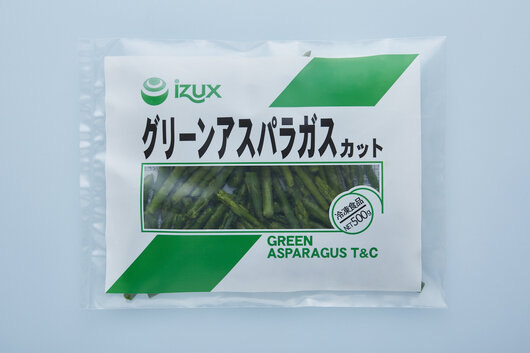 izux
グリーンアスパラガス カット
冷凍食品
NET500g
GREEN
ASPARAGUS T&C